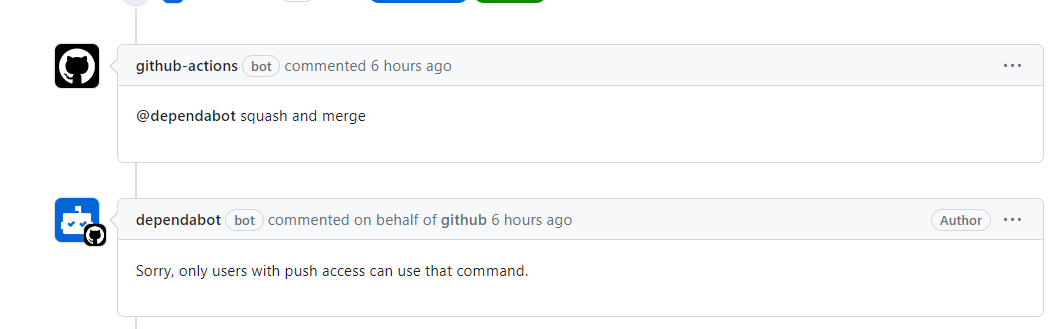 github-actions bot commented 6 hours ago
@dependabot squash and merge
dependabot bot commented on behalf of github 6 hours ago Author
Sorry, only users with push access can use that command.